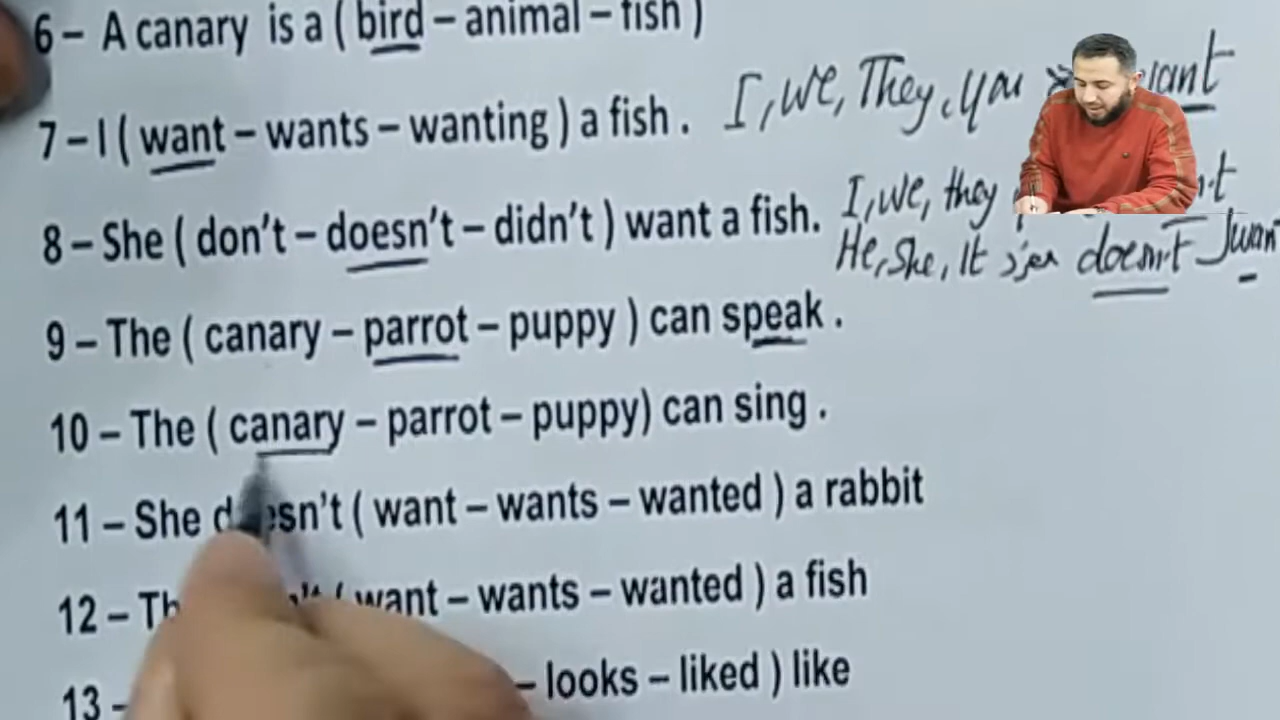 6 – A canary is a ( bird – animal – fish )
7 – I ( want – wants – wanting ) a fish . I, we, They, you want
8 – She ( don't – doesn't – didn't ) want a fish. I, we, they
He, She, It doesn't want
9 – The ( canary – parrot – puppy ) can speak .
10 – The ( canary – parrot – puppy) can sing .
11 – She doesn't ( want – wants – wanted ) a rabbit
12 – ( want – wants – wanted ) a fish
13 – – looks – liked ) like